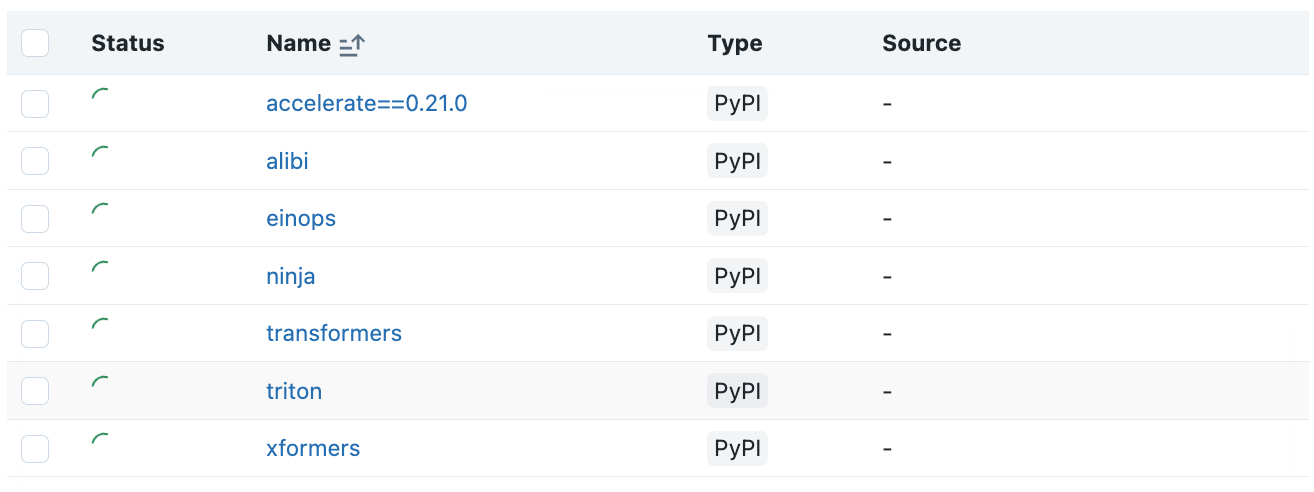 Status Name Type Source
accelerate==0.21.0 PyPI -
alibi PyPI -
einops PyPI -
ninja PyPI -
transformers PyPI -
triton PyPI -
xformers PyPI -